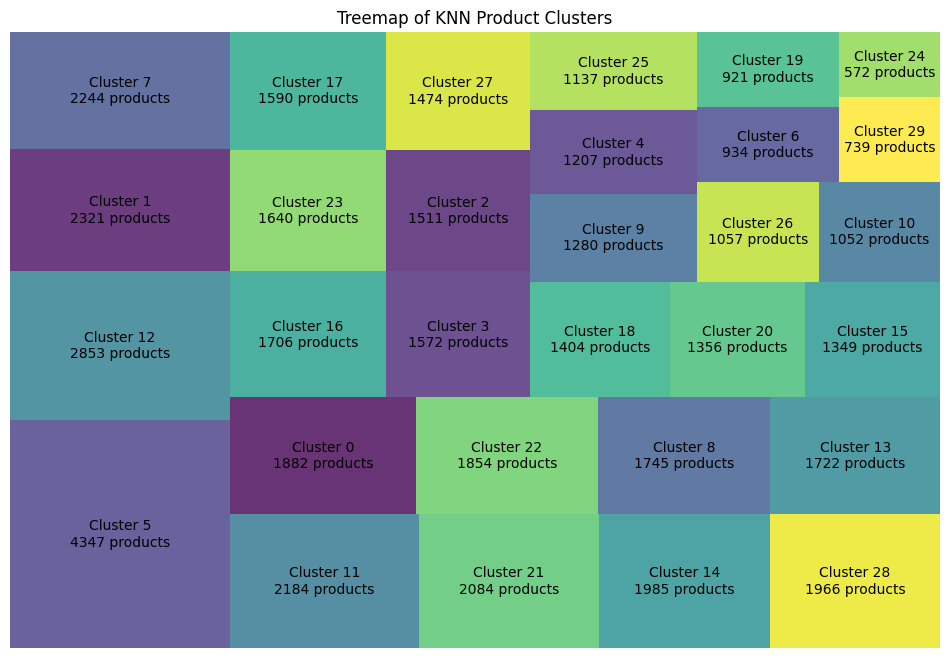 Treemap of KNN Product Clusters
Cluster 7
2244 products
Cluster 17
1590 products
Cluster 27
1474 products
Cluster 25
1137 products
Cluster 19
921 products
Cluster 24
572 products
Cluster 4
1207 products
Cluster 6
934 products
Cluster 29
739 products
Cluster 1
2321 products
Cluster 23
1640 products
Cluster 2
1511 products
Cluster 9
1280 products
Cluster 26
1057 products
Cluster 10
1052 products
Cluster 12
2853 products
Cluster 16
1706 products
Cluster 3
1572 products
Cluster 18
1404 products
Cluster 20
1356 products
Cluster 15
1349 products
Cluster 0
1882 products
Cluster 22
1854 products
Cluster 8
1745 products
Cluster 13
1722 products
Cluster 5
4347 products
Cluster 11
2184 products
Cluster 21
2084 products
Cluster 14
1985 products
Cluster 28
1966 products